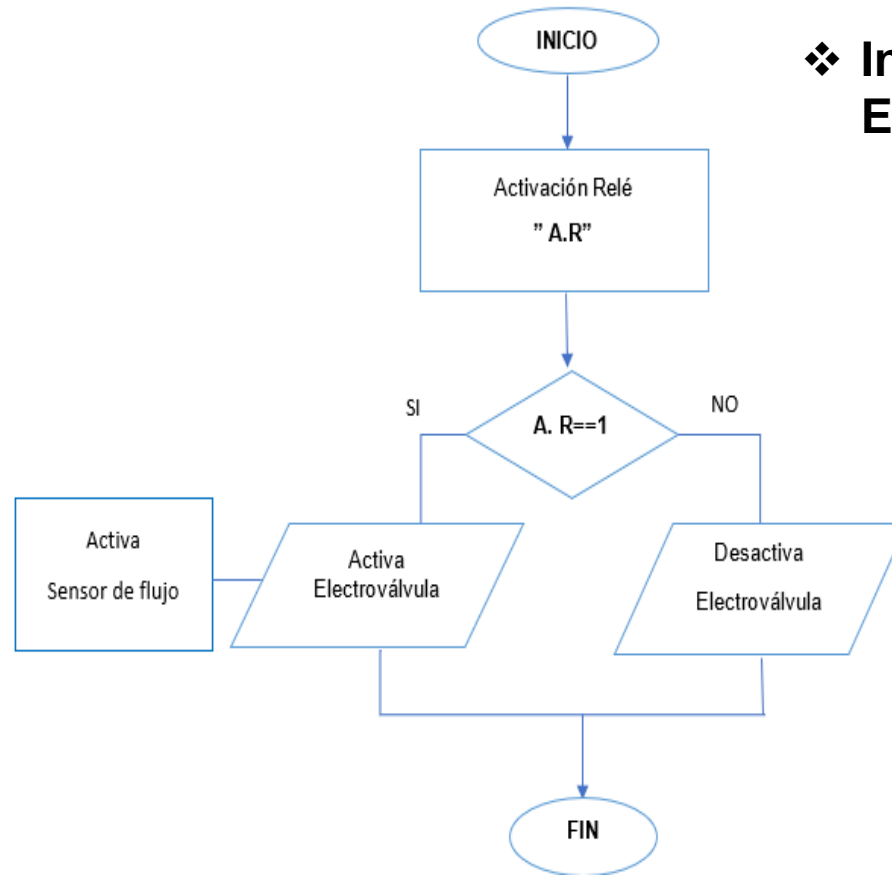 INICIO
Activación Relé
” A.R”
A. R==1
SI
NO
Activa
Sensor de flujo
Activa
Electroválvula
Desactiva
Electroválvula
FIN